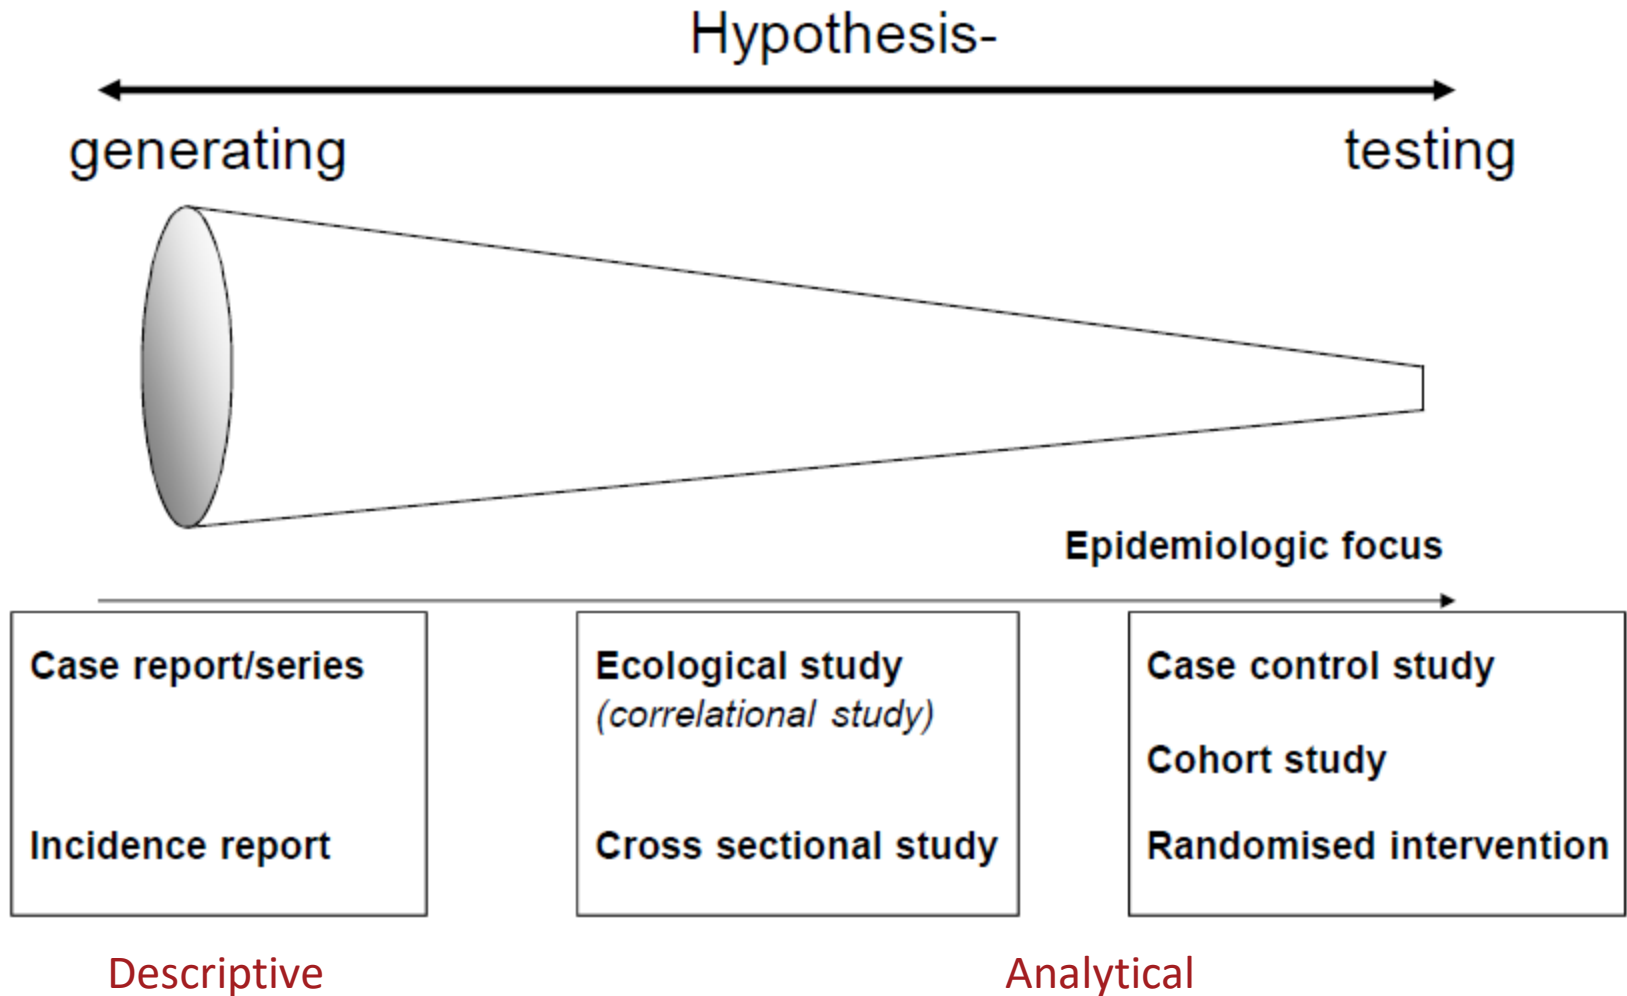 Hypothesis-
generating
testing
Epidemiologic focus
Case report/series
Incidence report
Ecological study
(correlational study)
Cross sectional study
Case control study
Cohort study
Randomised intervention
Descriptive
Analytical